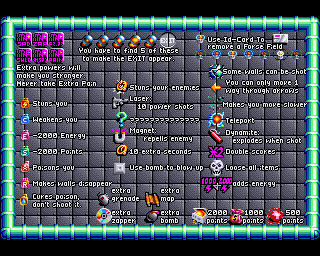 You have to find 5 of these
to make the EXIT appear.
Use Id-Card To
remove a Forse Field
Extra powers will
make you stronger
Never take Extra Pain
Stuns you
Weakens you
-2000 Energy
-2000 Points
Poisons you
Makes walls disappear
Cures poison,
don't shoot it.
Stuns your enemies
Laser:
10 power shots
???????????????
Magnet:
repells enemy
10 extra seconds
Use bomb to blow up
extra
grenade
extra
map
extra
zapper
extra
bomb
Some walls can be shot
You can only move 1
way through arrows
Makes you move slower
Teleport
Dynamite:
explodes when shot
X2 Double scores
Loose all items
adds energy
2000
points
1000
points
500
points